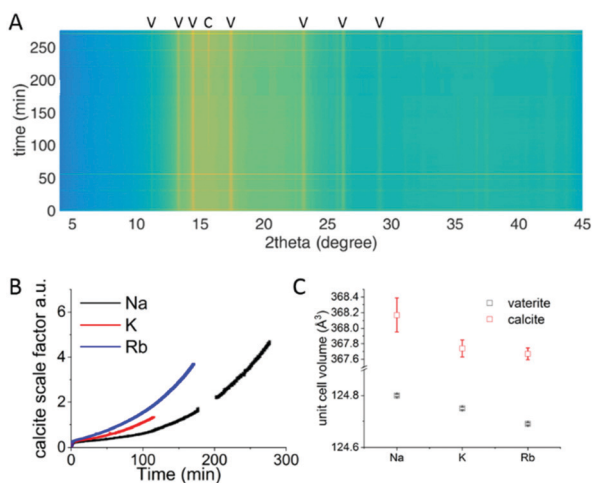 A
V V V C V V V V
time (min)
250
200
150
100
50
0
5 10 15 20 25 30 35 40 45
2theta (degree)
B
calcite scale factor a.u.
6
4
2
0
Na
K
Rb
0 100 200 300
Time (min)
C
unit cell volume (Å³)
368.4
368.2
368.0
367.8
367.6
124.8
124.6
vaterite
calcite
Na K Rb